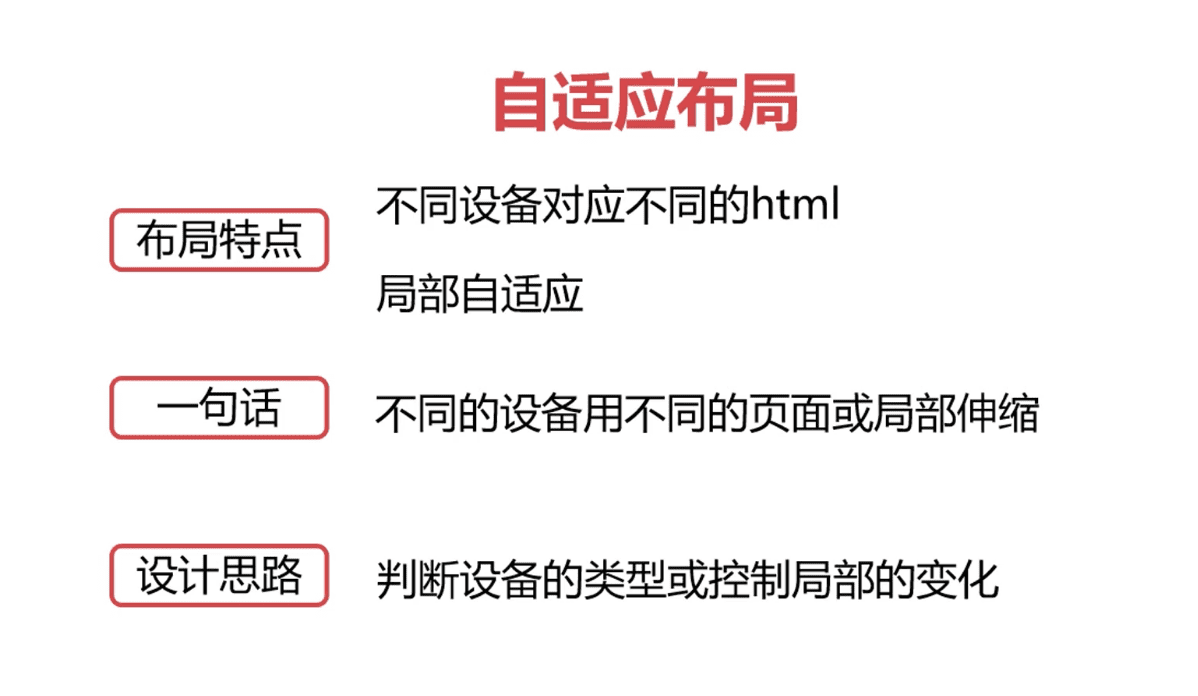 自适应布局
不同设备对应不同的html
布局特点
局部自适应
一句话
不同的设备用不同的页面或局部伸缩
设计思路
判断设备的类型或控制局部的变化